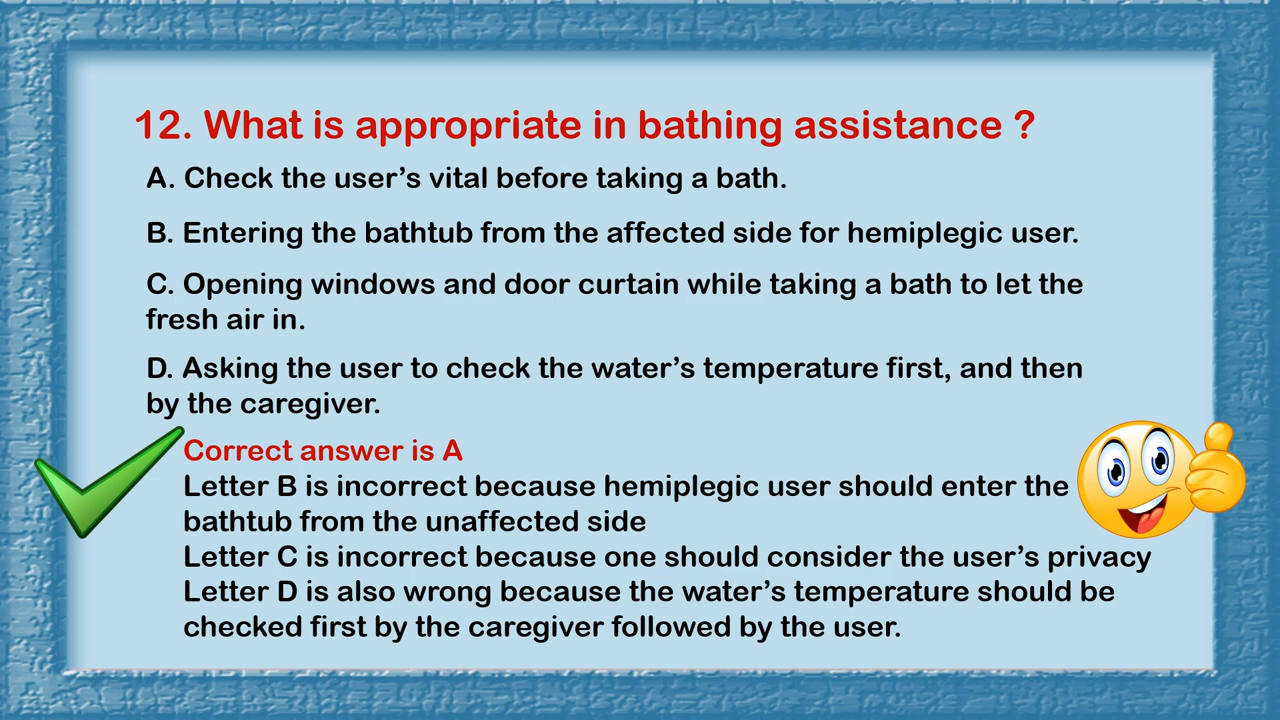 12. What is appropriate in bathing assistance ?
A. Check the user's vital before taking a bath.
B. Entering the bathtub from the affected side for hemiplegic user.
C. Opening windows and door curtain while taking a bath to let the
fresh air in.
D. Asking the user to check the water's temperature first, and then
by the caregiver.
Correct answer is A
Letter B is incorrect because hemiplegic user should enter the
bathtub from the unaffected side
Letter C is incorrect because one should consider the user's privacy
Letter D is also wrong because the water's temperature should be
checked first by the caregiver followed by the user.